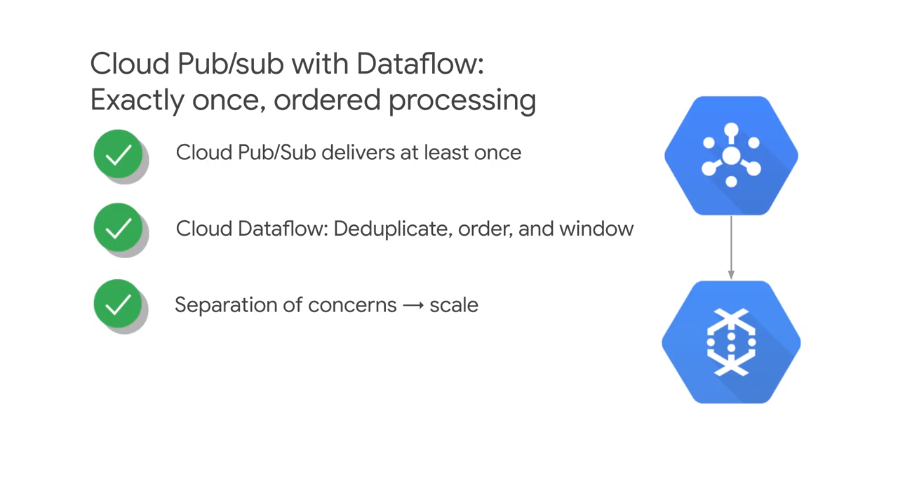 Cloud Pub/sub with Dataflow:
Exactly once, ordered processing
Cloud Pub/Sub delivers at least once
Cloud Dataflow: Deduplicate, order, and window
Separation of concerns → scale